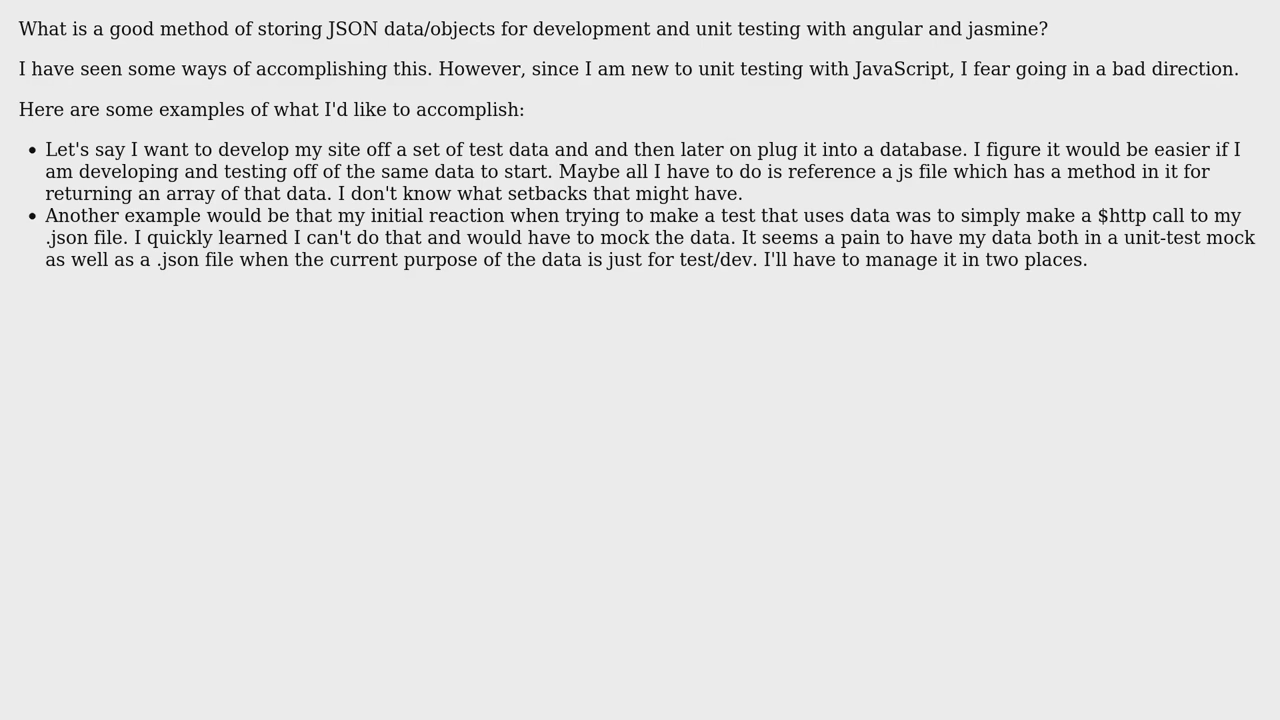 What is a good method of storing JSON data/objects for development and unit testing with angular and jasmine?
I have seen some ways of accomplishing this. However, since I am new to unit testing with JavaScript, I fear going in a bad direction.
Here are some examples of what I'd like to accomplish:
• Let's say I want to develop my site off a set of test data and and then later on plug it into a database. I figure it would be easier if I
am developing and testing off of the same data to start. Maybe all I have to do is reference a js file which has a method in it for
returning an array of that data. I don't know what setbacks that might have.
• Another example would be that my initial reaction when trying to make a test that uses data was to simply make a $http call to my
.json file. I quickly learned I can't do that and would have to mock the data. It seems a pain to have my data both in a unit-test mock
as well as a .json file when the current purpose of the data is just for test/dev. I'll have to manage it in two places.